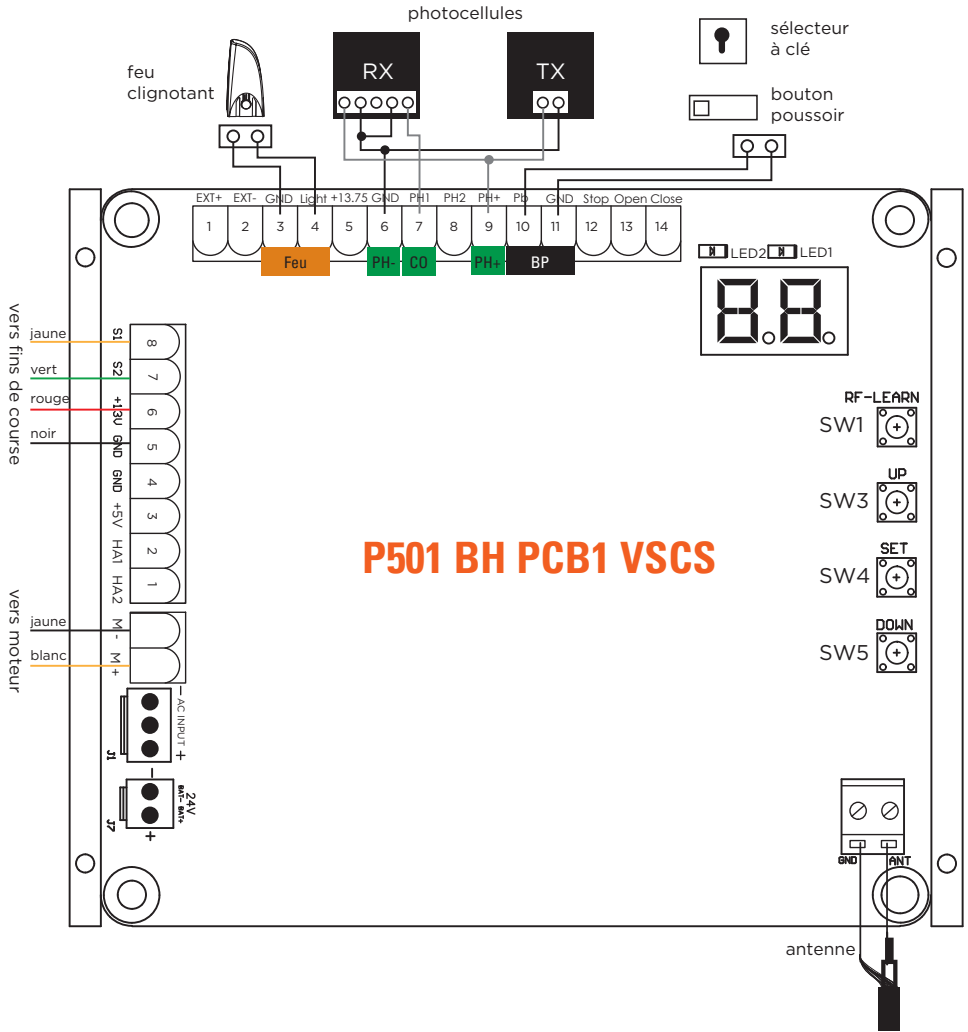 photocellules
sélecteur
à clé
feu
clignotant
RX
TX
bouton
poussoir
EXT+ EXT- GND Light +13.75 GND PH1 PH2 PH+ Pb GND Stop Open Close
1 2 3 4 5 6 7 8 9 10 11 12 13 14
Feu PH- CO PH+ BP
LED2 LED1
8.8.
vers fins de course
jaune S1 8
vert S2 7
rouge +13V 6
noir GND 5
GND 4
+5V 3
HA1 2
HA2 1
vers moteur
jaune M -
blanc M +
J1 - AC INPUT +
J7 - 24V BAT- BAT+ +
P501 BH PCB1 VSCS
RF-LEARN
SW1
UP
SW3
SET
SW4
DOWN
SW5
GND ANT
antenne